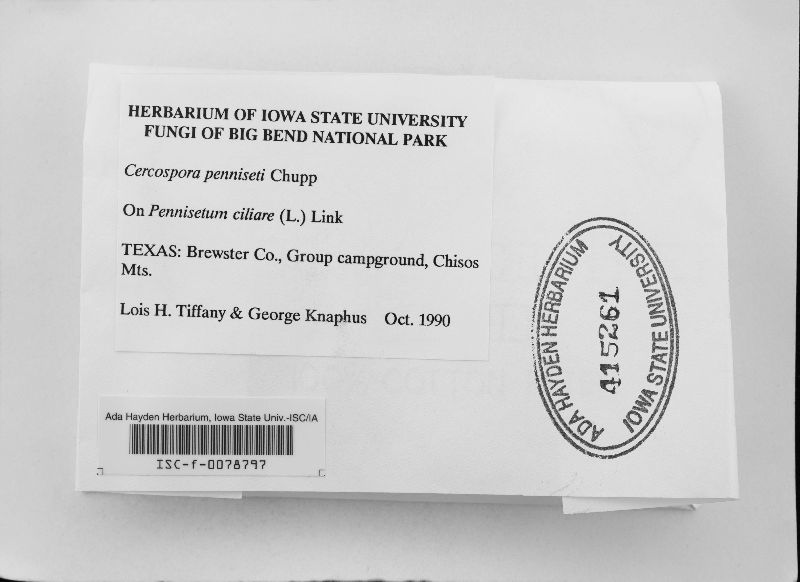 HERBARIUM OF IOWA STATE UNIVERSITY
FUNGI OF BIG BEND NATIONAL PARK
Cercospora penniseti Chupp
On Pennisetum ciliare (L.) Link
TEXAS: Brewster Co., Group campground, Chisos
Mts.
Lois H. Tiffany & George Knaphus Oct. 1990
ADA HAYDEN HERBARIUM
415261
IOWA STATE UNIVERSITY
Ada Hayden Herbarium, Iowa State Univ.-ISC/IA
ISC-f-0078797